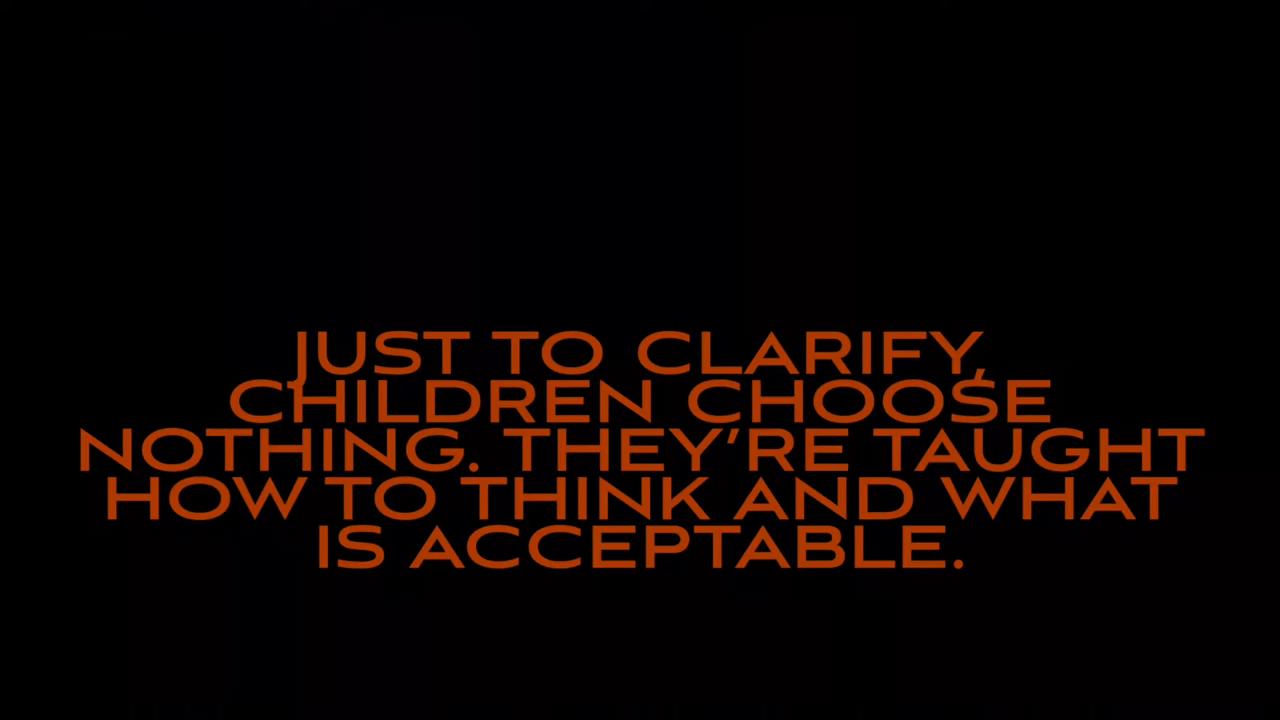 JUST TO CLARIFY,
CHILDREN CHOOSE
NOTHING. THEY'RE TAUGHT
HOW TO THINK AND WHAT
IS ACCEPTABLE.